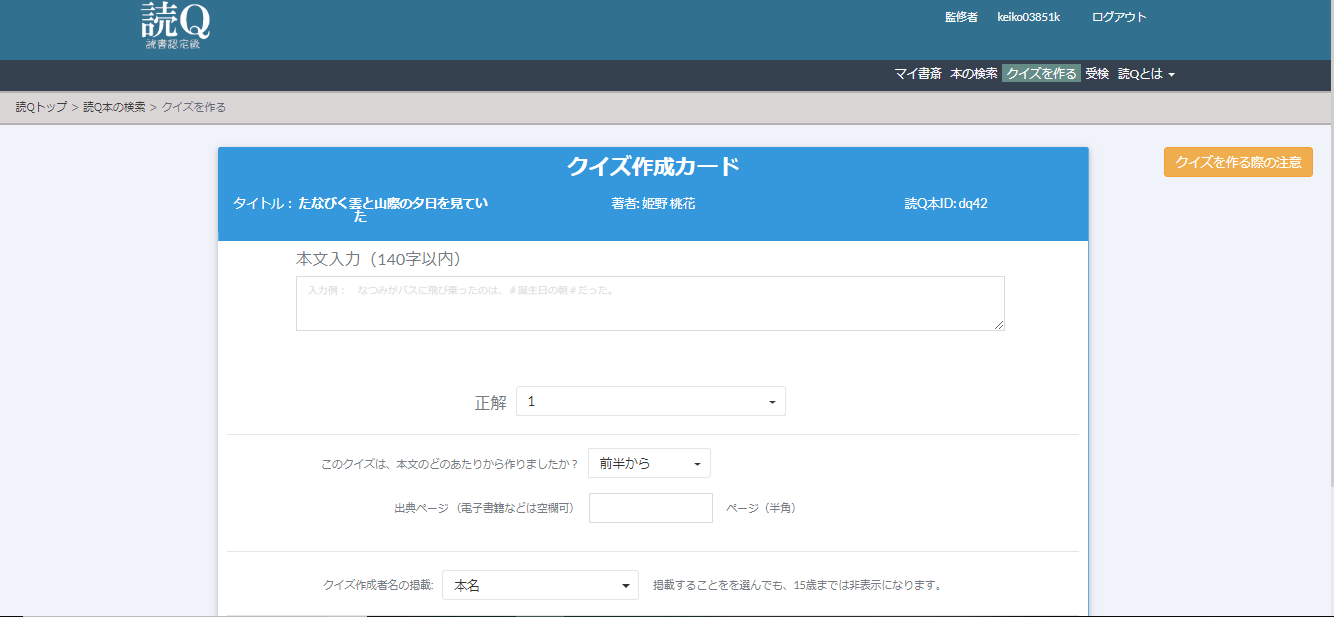 読Q
読書認定級
監修者 keiko03851k ログアウト
マイ書斎 本の検索 クイズを作る 受検 読Qとは
読Qトップ > 読Q本の検索 > クイズを作る
クイズを作る際の注意
クイズ作成カード
タイトル : たなびく雲と山際の夕日を見てい
た
著者: 姫野 桃花
読Q本ID: dq42
本文入力（140字以内）
入力例： なつみがバスに飛び乗ったのは、＃誕生日の朝＃だった。
正解 1
このクイズは、本文のどのあたりから作りましたか？ 前半から
出典ページ（電子書籍などは空欄可） ページ（半角）
クイズ作成者名の掲載: 本名 掲載することをを選んでも、15歳までは非表示になります。